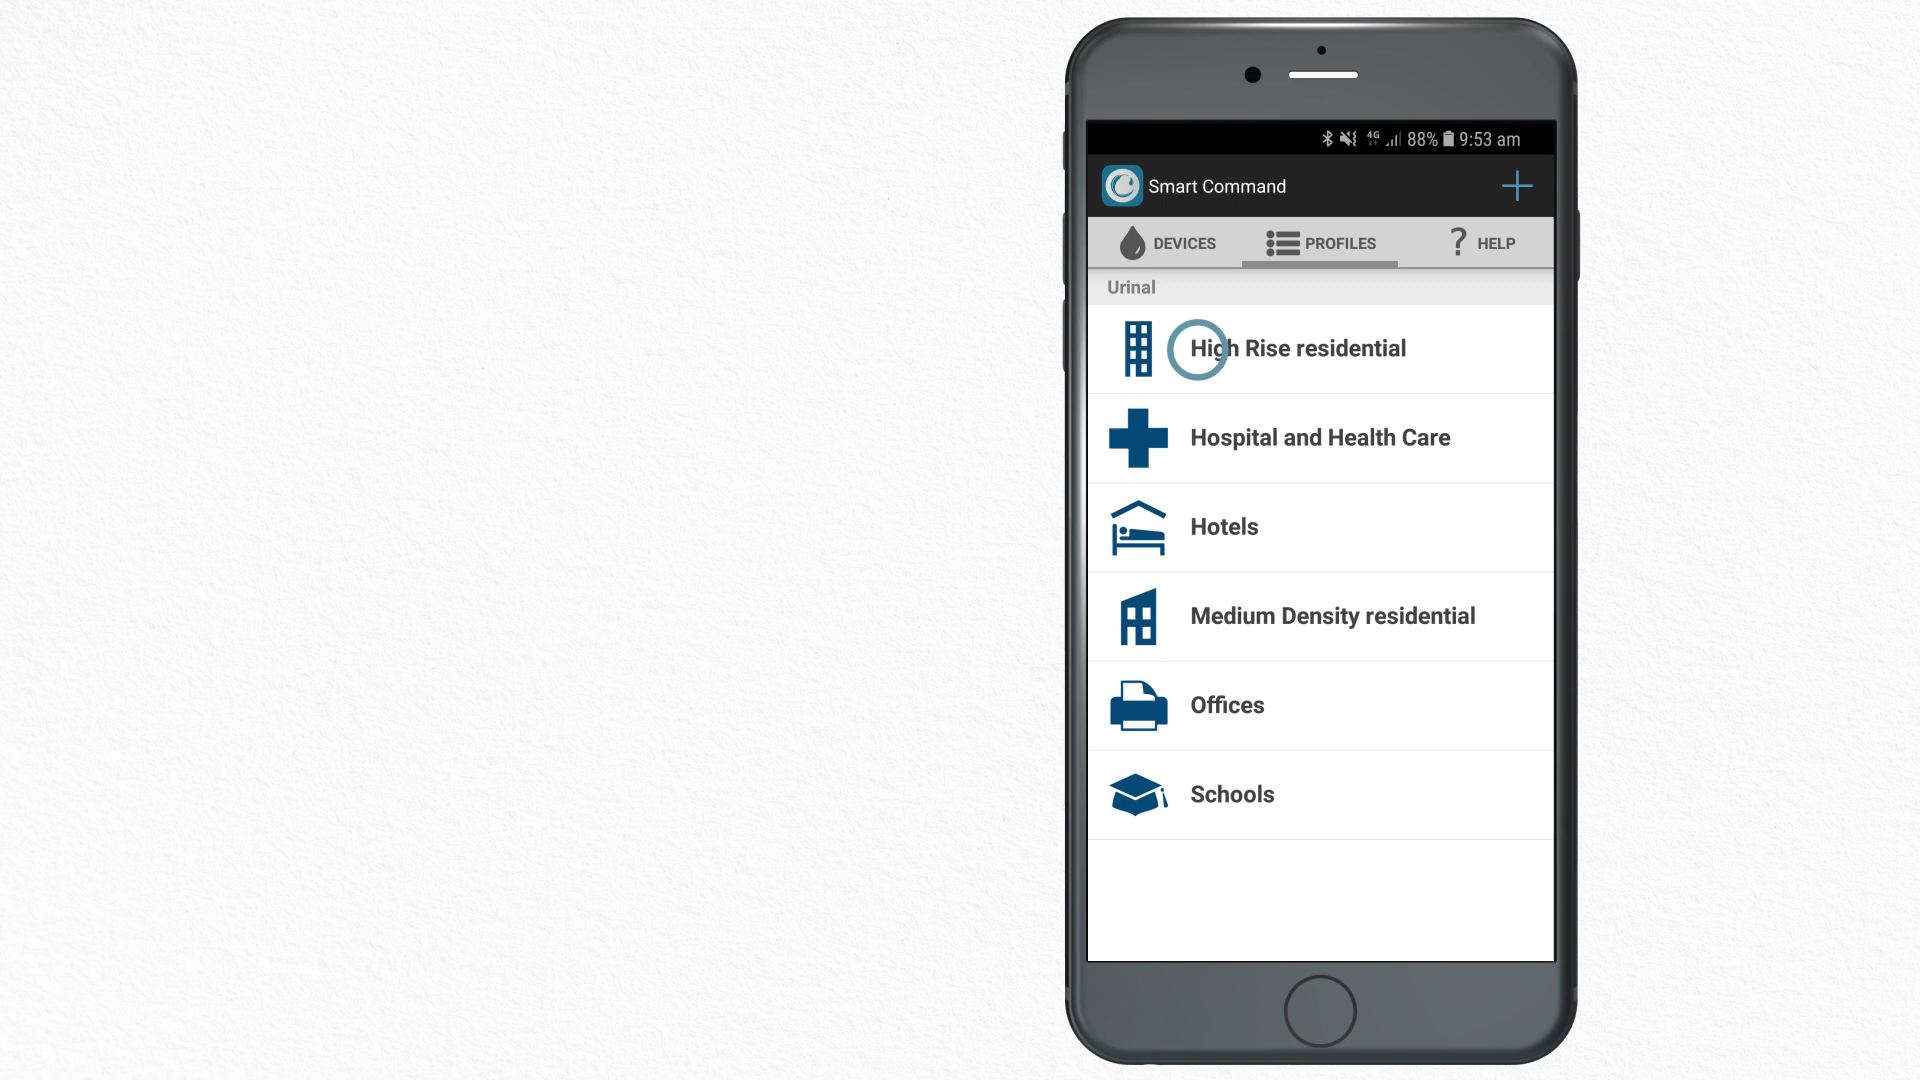 4G 88% 9:53 am
Smart Command
DEVICES PROFILES ? HELP
Urinal
High Rise residential
Hospital and Health Care
Hotels
Medium Density residential
Offices
Schools